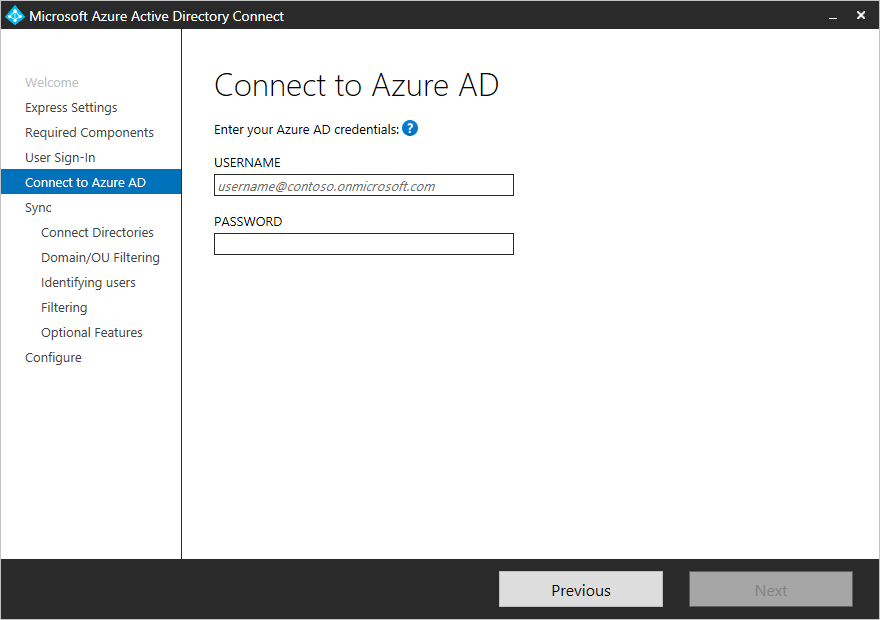 Microsoft Azure Active Directory Connect
Welcome
Express Settings
Required Components
User Sign-In
Connect to Azure AD
Sync
Connect Directories
Domain/OU Filtering
Identifying users
Filtering
Optional Features
Configure
Connect to Azure AD
Enter your Azure AD credentials: ?
USERNAME
username@contoso.onmicrosoft.com
PASSWORD
Previous
Next